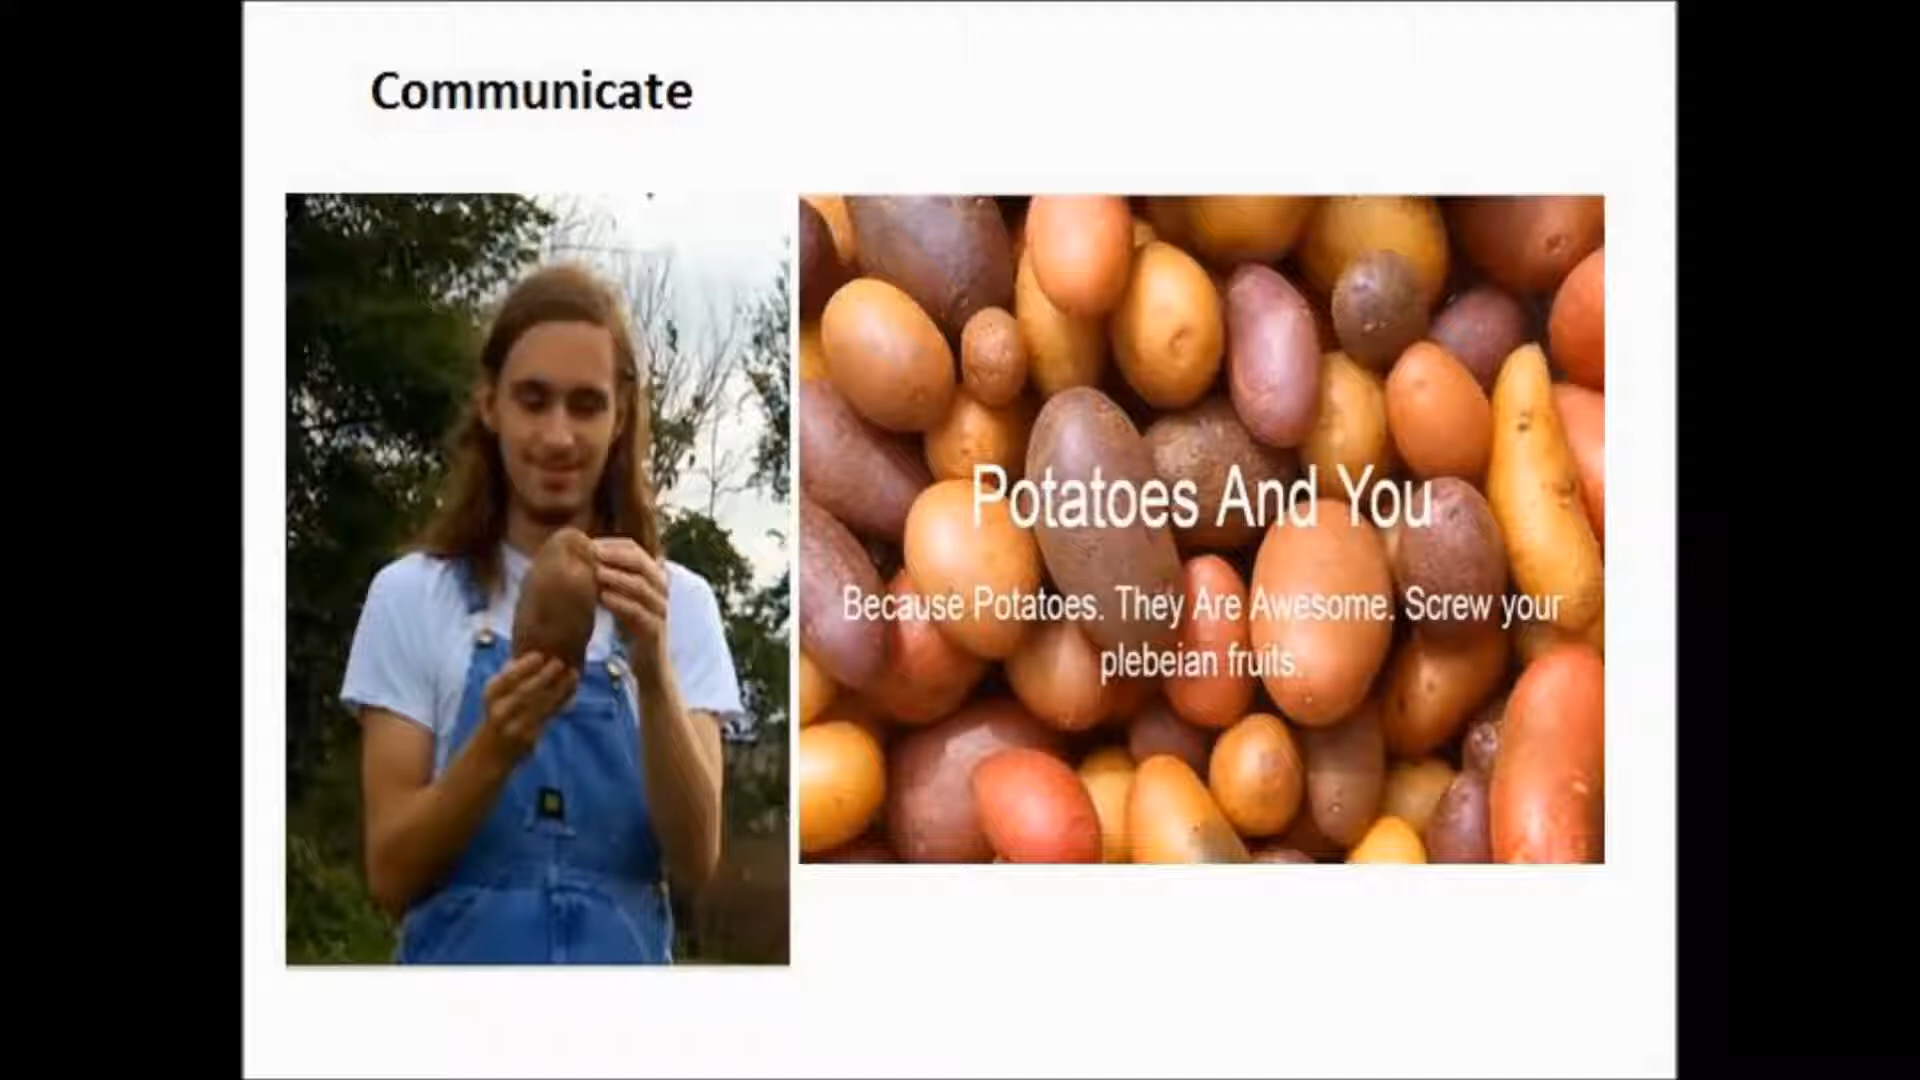 Communicate
Potatoes And You
Because Potatoes. They Are Awesome. Screw your
plebeian fruits.